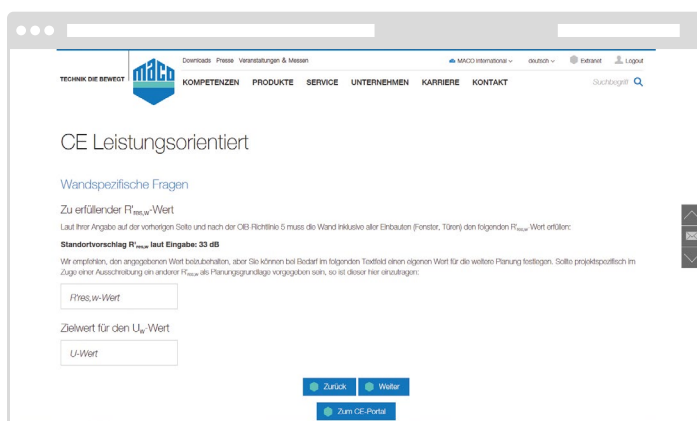 Downloads Presse Veranstaltungen & Messen MACO International deutsch Extranet Logout
TECHNIK DIE BEWEGT maco KOMPETENZEN PRODUKTE SERVICE UNTERNEHMEN KARRIERE KONTAKT Suchbegriff
CE Leistungsorientiert
Wandspezifische Fragen
Zu erfüllender R'res,w-Wert
Laut Ihrer Angabe auf der vorherigen Seite und nach der OIB Richtlinie 5 muss die Wand inklusive aller Einbauten (Fenster, Türen) den folgenden R'res,w Wert erfüllen:
Standortvorschlag R'res,w laut Eingabe: 33 dB
Wir empfehlen, den angegebenen Wert beizubehalten, aber Sie können bei Bedarf im folgenden Textfeld einen eigenen Wert für die weitere Planung festlegen. Sollte projektspezifisch im
Zuge einer Ausschreibung ein anderer R'res,w als Planungsgrundlage vorgegeben sein, so ist dieser hier einzutragen:
R'res,w-Wert
Zielwert für den Uw-Wert
U-Wert
Zurück Weiter
Zum CE-Portal